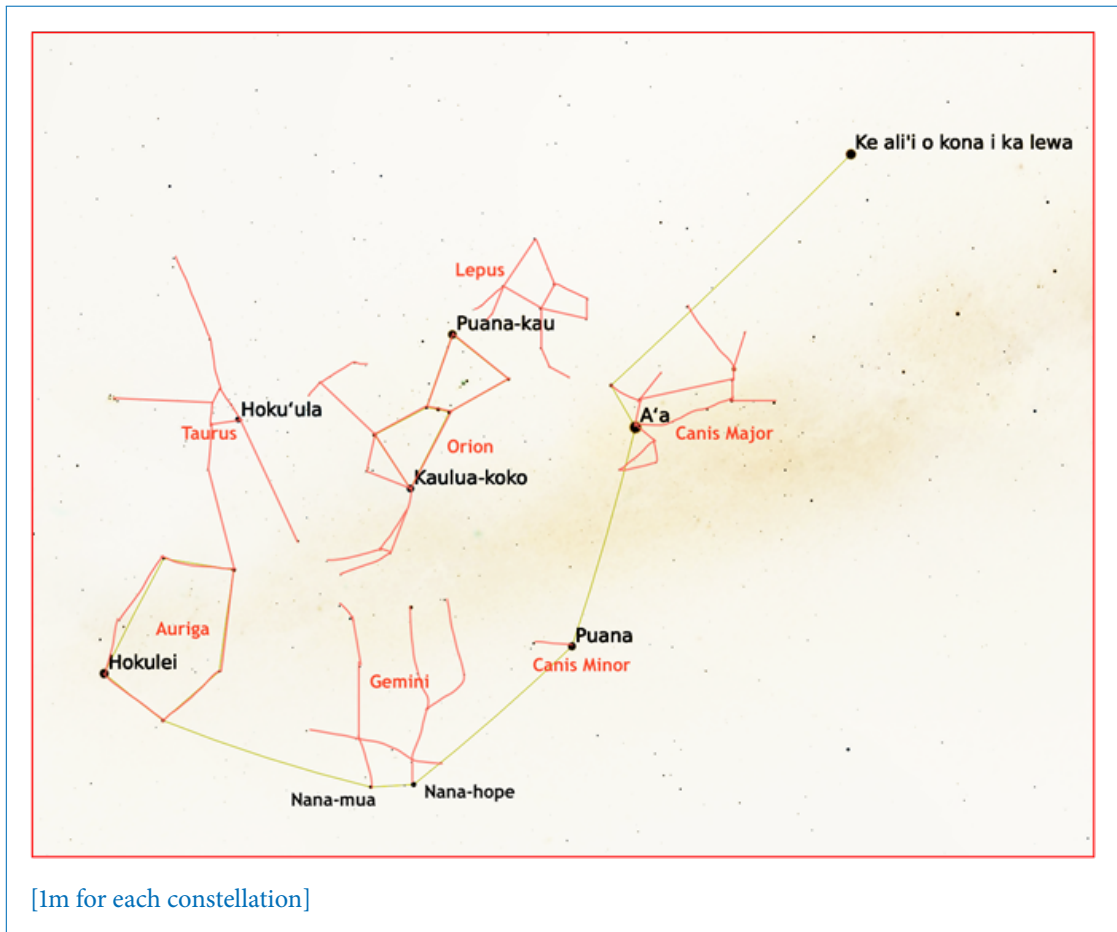 Ke ali'i o kona i ka lewa
Lepus
Puana-kau
Hoku‘ula
Taurus
A‘a
Canis Major
Orion
Kaulua-koko
Auriga
Puana
Canis Minor
Hokulei
Gemini
Nana-mua
Nana-hope
[1m for each constellation]